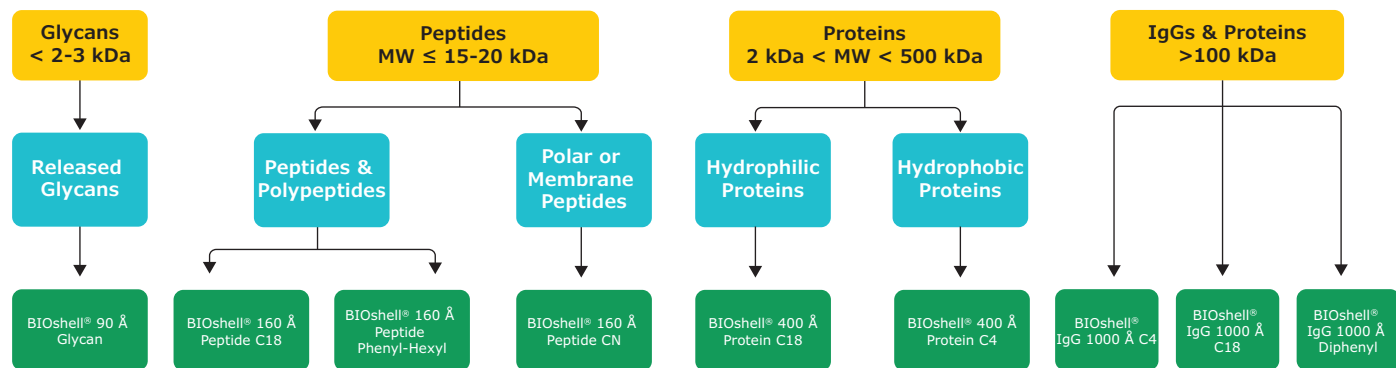 Glycans
< 2-3 kDa
Peptides
MW ≤ 15-20 kDa
Proteins
2 kDa < MW < 500 kDa
IgGs & Proteins
>100 kDa
Released
Glycans
Peptides &
Polypeptides
Polar or
Membrane
Peptides
Hydrophilic
Proteins
Hydrophobic
Proteins
BIOshell® 90 Å
Glycan
BIOshell® 160 Å
Peptide C18
BIOshell® 160 Å
Peptide
Phenyl-Hexyl
BIOshell® 160 Å
Peptide CN
BIOshell® 400 Å
Protein C18
BIOshell® 400 Å
Protein C4
BIOshell®
IgG 1000 Å C4
BIOshell®
IgG 1000 Å
C18
BIOshell®
IgG 1000 Å
Diphenyl